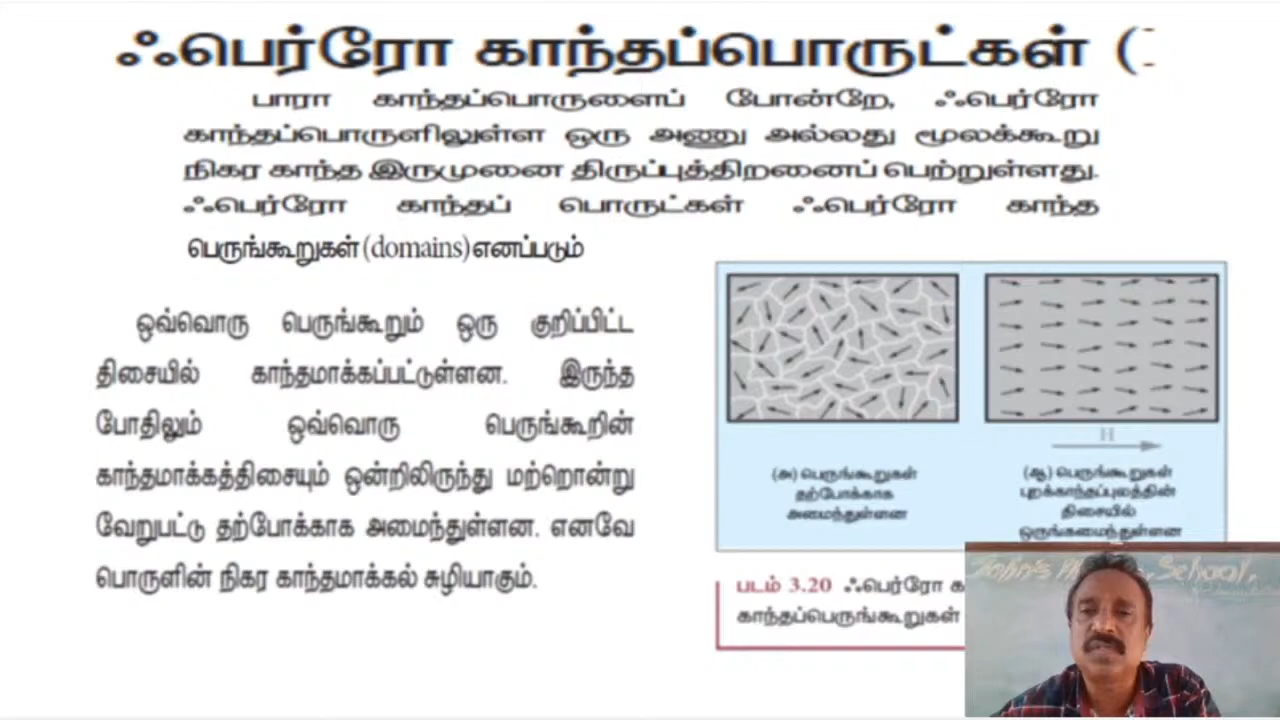 ஃபெர்ரோ காந்தப்பொருட்கள் (
பாரா காந்தப்பொருளைப் போன்றே, ஃபெர்ரோ
காந்தப்பொருளிலுள்ள ஒரு அணு அல்லது மூலக்கூறு
நிகர காந்த இருமுனை திருப்புத்திறனைப் பெற்றுள்ளது.
ஃபெர்ரோ காந்தப் பொருட்கள் ஃபெர்ரோ காந்த
பெருங்கூறுகள் (domains) எனப்படும்
ஒவ்வொரு பெருங்கூறும் ஒரு குறிப்பிட்ட
திசையில் காந்தமாக்கப்பட்டுள்ளன. இருந்த
போதிலும் ஒவ்வொரு பெருங்கூறின்
காந்தமாக்கத்திசையும் ஒன்றிலிருந்து மற்றொன்று
வேறுபட்டு தற்போக்காக அமைந்துள்ளன. எனவே
பொருளின் நிகர காந்தமாக்கல் சுழியாகும்.
H
(அ) பெருங்கூறுகள்
தற்போக்காக
அமைந்துள்ளன
(ஆ) பெருங்கூறுகள்
புறக்காந்தப்புலத்தின்
திசையில்
ஒருங்கமைந்துள்ளன
படம் 3.20 ஃபெர்ரோ க
காந்தப்பெருங்கூறுகள்
School,